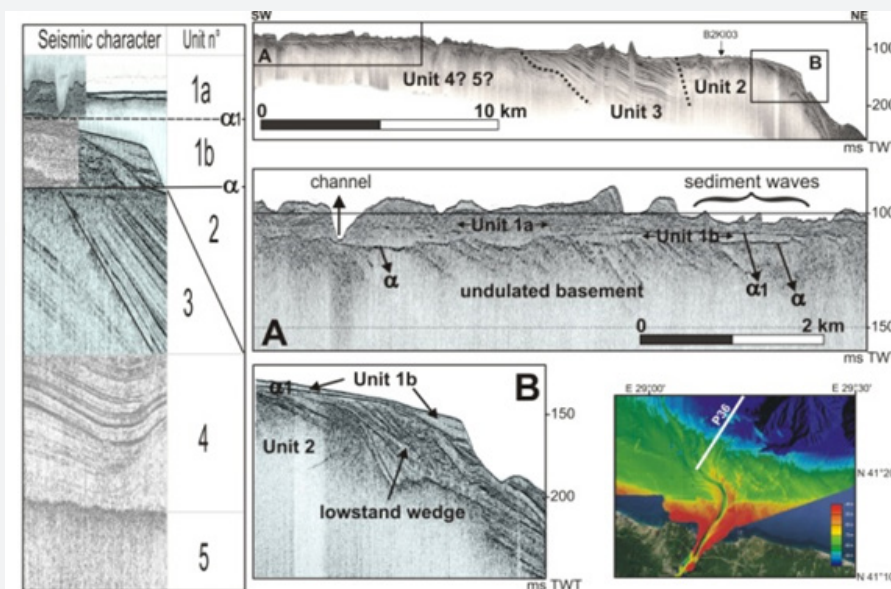 Seismic character
Unit n°
1a
α1
1b
α
2
3
4
5
SW
NE
A
B2K003
B
Unit 4? 5?
Unit 3
Unit 2
0
10 km
100
150
200
ms TWT
channel
sediment waves
Unit 1a
Unit 1b
α
α1
α
undulated basement
A
0
2 km
100
150
ms TWT
Unit 1b
B
α1
Unit 2
lowstand wedge
150
200
ms TWT
E 29°00'
E 29°30'
P36
N 41°20'
N 41°10'